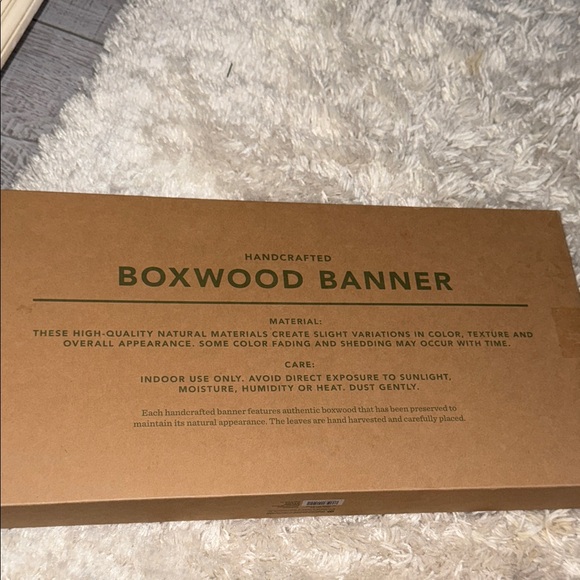 HANDCRAFTED
BOXWOOD BANNER
MATERIAL:
THESE HIGH-QUALITY NATURAL MATERIALS CREATE SLIGHT VARIATIONS IN COLOR, TEXTURE AND
OVERALL APPEARANCE. SOME COLOR FADING AND SHEDDING MAY OCCUR WITH TIME.
CARE:
INDOOR USE ONLY. AVOID DIRECT EXPOSURE TO SUNLIGHT,
MOISTURE, HUMIDITY OR HEAT. DUST GENTLY.
Each handcrafted banner features authentic boxwood that has been preserved to
maintain its natural appearance. The leaves are hand harvested and carefully placed.